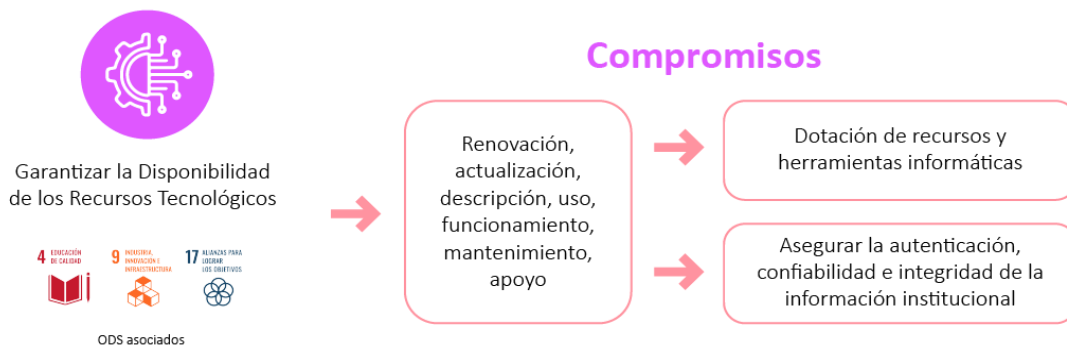 Compromisos
Garantizar la Disponibilidad
de los Recursos Tecnológicos
4 EDUCACIÓN
DE CALIDAD
9 INDUSTRIA,
INNOVACIÓN E
INFRAESTRUCTURA
17 ALIANZAS PARA
LOGRAR
LOS OBJETIVOS
ODS asociados
Renovación,
actualización,
descripción, uso,
funcionamiento,
mantenimiento,
apoyo
Dotación de recursos y
herramientas informáticas
Asegurar la autenticación,
confiabilidad e integridad de la
información institucional